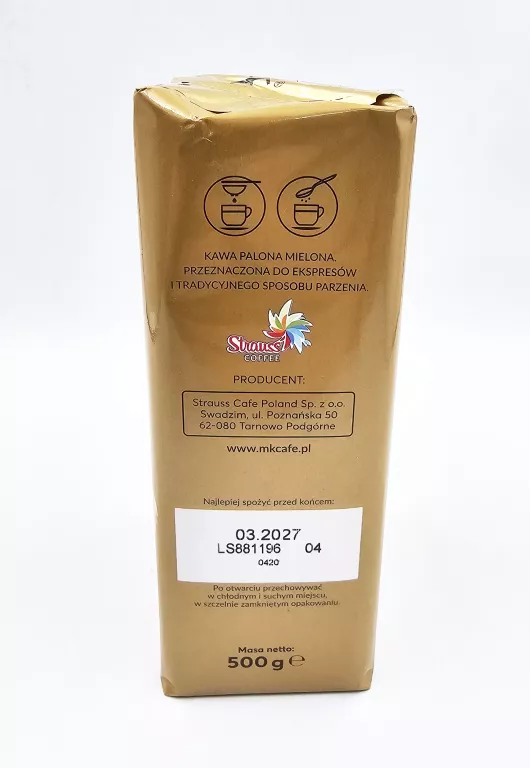 KAWA PALONA MIELONA.
PRZEZNACZONA DO EKSPRESÓW
I TRADYCYJNEGO SPOSOBU PARZENIA.
Strauss
COFFEE
PRODUCENT:
Strauss Cafe Poland Sp. z o.o.
Swadzim, ul. Poznańska 50
62-080 Tarnowo Podgórne
www.mkcafe.pl
Najlepiej spożyć przed końcem:
03.2027
LS881196 04
0420
Po otwarciu przechowywać
w chłodnym i suchym miejscu,
w szczelnie zamkniętym opakowaniu.
Masa netto:
500 g ℮